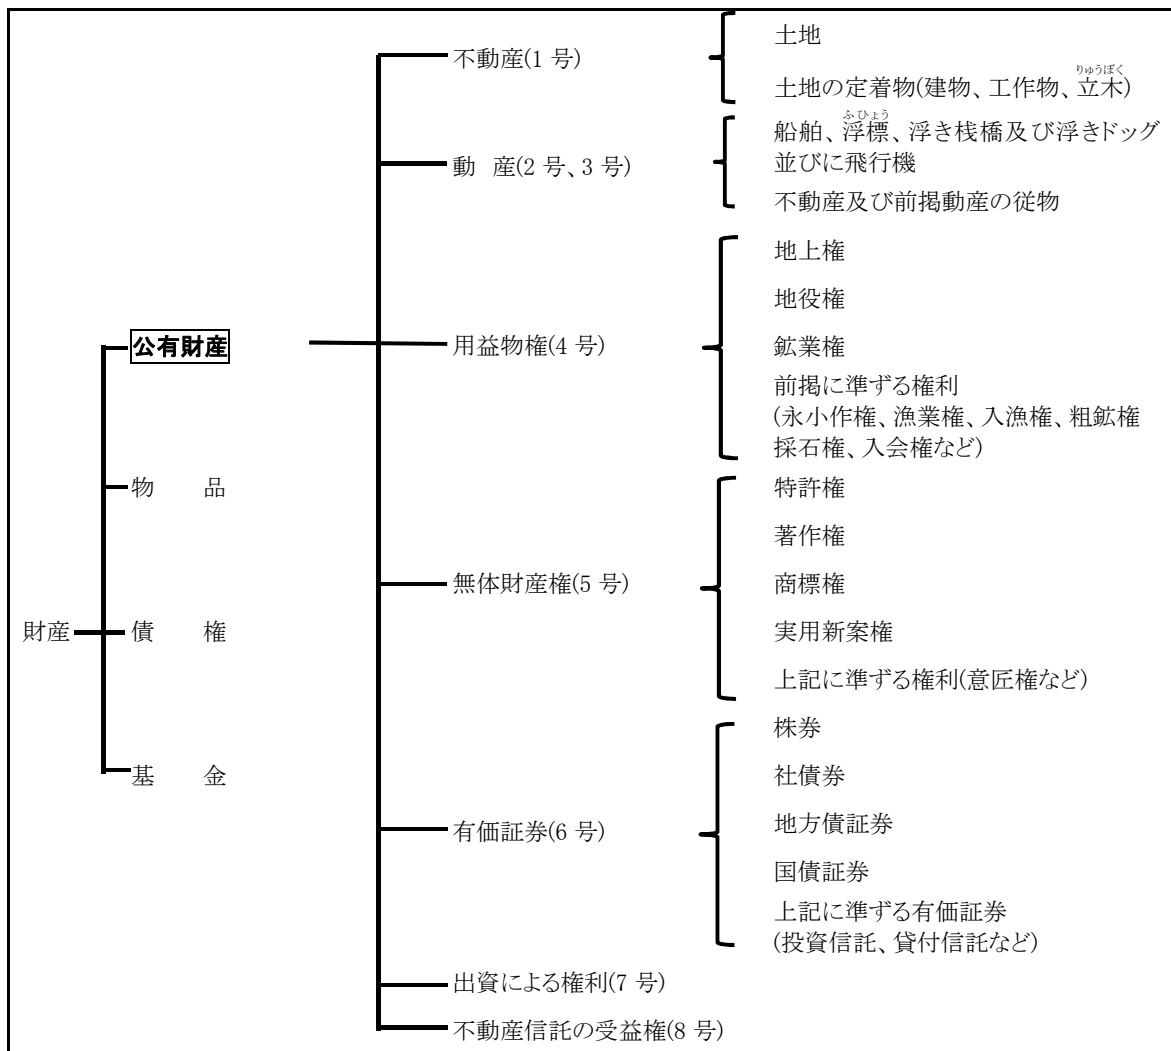 不動産(1 号)
土地
りゅうぼく
土地の定着物(建物、工作物、立木)
動　産(2 号、3 号)
ふひょう
船舶、浮標、浮き桟橋及び浮きドッグ
並びに飛行機
不動産及び前掲動産の従物
公有財産
用益物権(4 号)
地上権
地役権
鉱業権
前掲に準ずる権利
(永小作権、漁業権、入漁権、粗鉱権
採石権、入会権など)
物　　品
財産
債　　権
無体財産権(5 号)
特許権
著作権
商標権
実用新案権
上記に準ずる権利(意匠権など)
基　　金
有価証券(6 号)
株券
社債券
地方債証券
国債証券
上記に準ずる有価証券
(投資信託、貸付信託など)
出資による権利(7 号)
不動産信託の受益権(8 号)